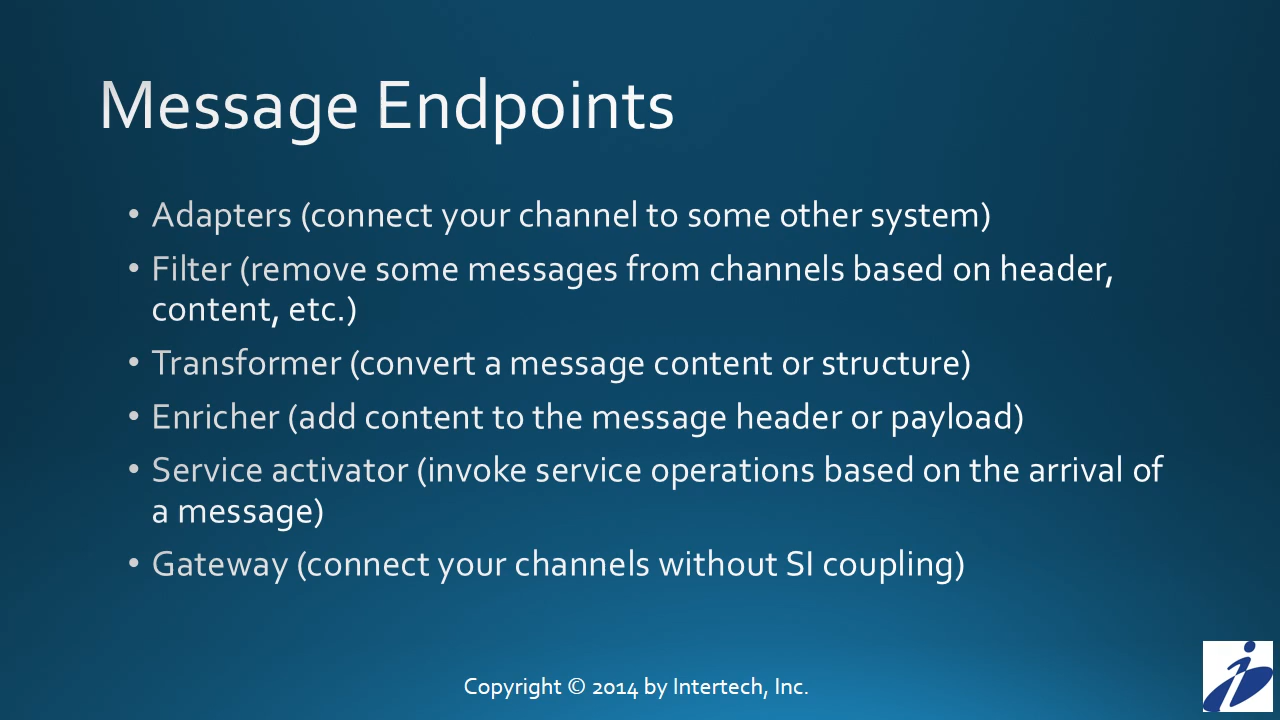 Message Endpoints
• Adapters (connect your channel to some other system)
• Filter (remove some messages from channels based on header,
content, etc.)
• Transformer (convert a message content or structure)
• Enricher (add content to the message header or payload)
• Service activator (invoke service operations based on the arrival of
a message)
• Gateway (connect your channels without SI coupling)
Copyright © 2014 by Intertech, Inc.